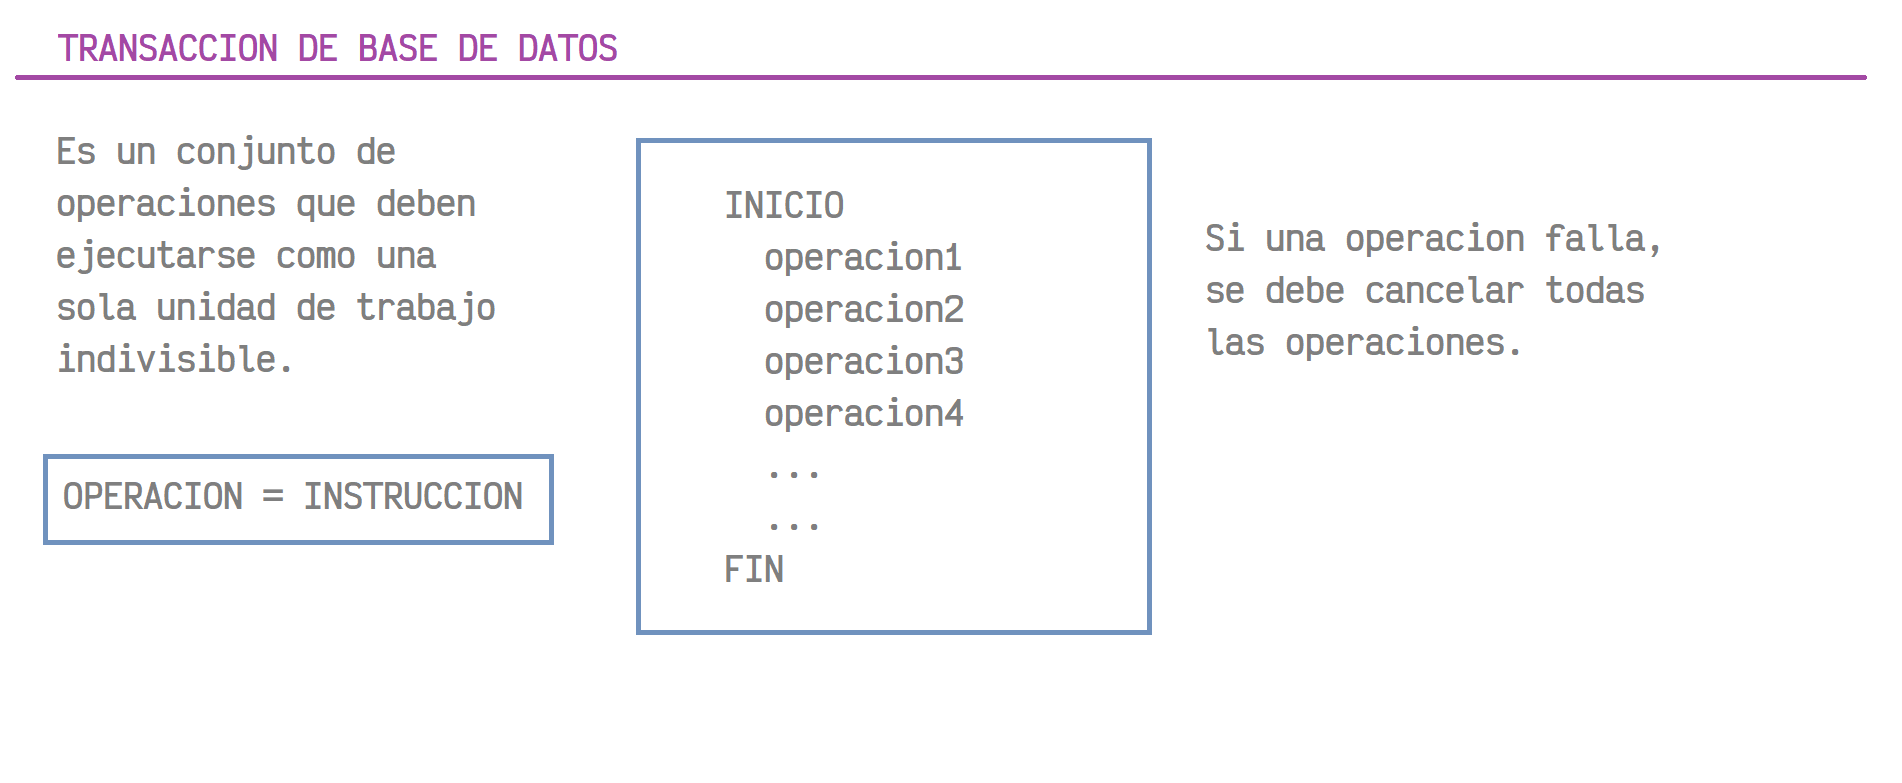 TRANSACCION DE BASE DE DATOS
Es un conjunto de
operaciones que deben
ejecutarse como una
sola unidad de trabajo
indivisible.
OPERACION = INSTRUCCION
INICIO
operacion1
operacion2
operacion3
operacion4
...
...
FIN
Si una operacion falla,
se debe cancelar todas
las operaciones.